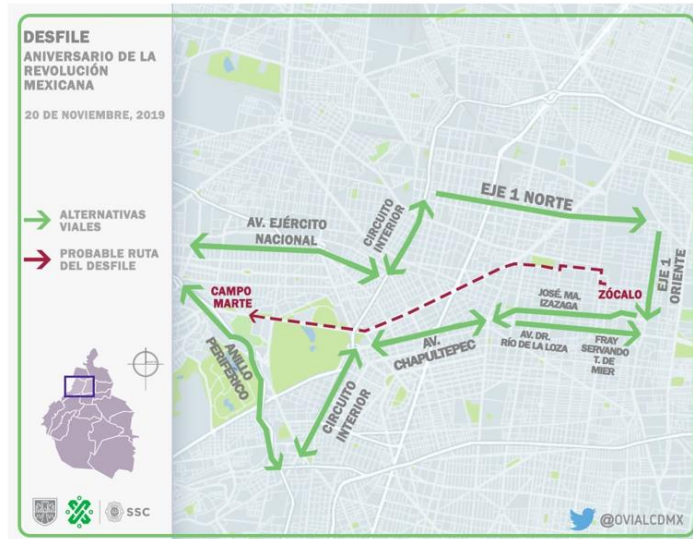 DESFILE
ANIVERSARIO DE LA
REVOLUCIÓN
MEXICANA
20 DE NOVIEMBRE, 2019
ALTERNATIVAS
VIALES
PROBABLE RUTA
DEL DESFILE
SSC
EJE 1 NORTE
AV. EJÉRCITO
NACIONAL
CIRCUITO
INTERIOR
EJE 1
ORIENTE
CAMPO
MARTE
ZÓCALO
JOSÉ. MA.
IZAZAGA
ANILLO
PERIFÉRICO
AV.
CHAPULTEPEC
AV. DR.
RÍO DE LA LOZA
FRAY
SERVANDO
T. DE
MIER
CIRCUITO
INTERIOR
@OVIALCDMX